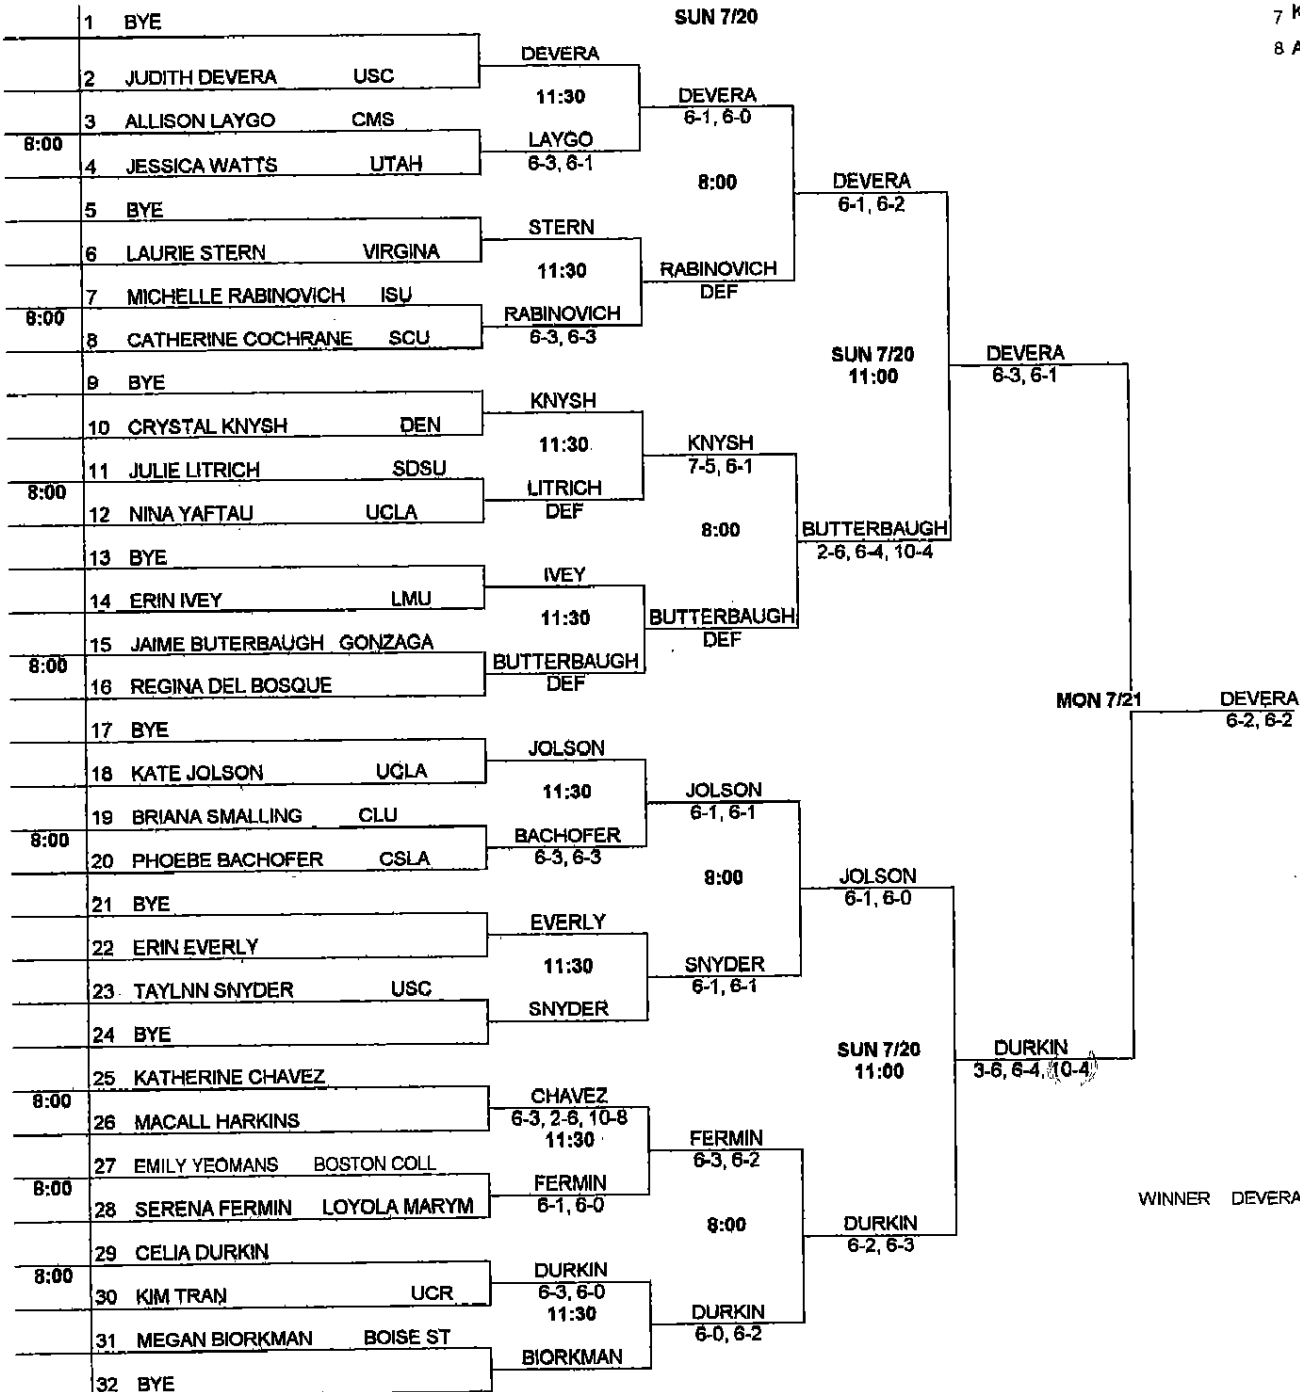 SUN 7/20
7 K
8 A
1 BYE
DEVERA
2 JUDITH DEVERA USC
11:30
DEVERA
6-1, 6-0
3 ALLISON LAYGO CMS
8:00
LAYGO
6-3, 6-1
4 JESSICA WATTS UTAH
8:00
DEVERA
6-1, 6-2
5 BYE
STERN
6 LAURIE STERN VIRGINA
11:30
RABINOVICH
DEF
7 MICHELLE RABINOVICH ISU
8:00
RABINOVICH
6-3, 6-3
8 CATHERINE COCHRANE SCU
SUN 7/20
11:00
DEVERA
6-3, 6-1
9 BYE
KNYSH
10 CRYSTAL KNYSH DEN
11:30
KNYSH
7-5, 6-1
11 JULIE LITRICH SDSU
8:00
LITRICH
DEF
12 NINA YAFTAU UCLA
8:00
BUTTERBAUGH
2-6, 6-4, 10-4
13 BYE
IVEY
14 ERIN IVEY LMU
11:30
BUTTERBAUGH
DEF
15 JAIME BUTERBAUGH GONZAGA
8:00
BUTTERBAUGH
DEF
16 REGINA DEL BOSQUE
MON 7/21
DEVERA
6-2, 6-2
17 BYE
JOLSON
18 KATE JOLSON UCLA
11:30
JOLSON
6-1, 6-1
19 BRIANA SMALLING CLU
8:00
BACHOFER
6-3, 6-3
20 PHOEBE BACHOFER CSLA
8:00
JOLSON
6-1, 6-0
21 BYE
EVERLY
22 ERIN EVERLY
11:30
SNYDER
6-1, 6-1
23 TAYLNN SNYDER USC
SNYDER
24 BYE
SUN 7/20
11:00
DURKIN
3-6, 6-4, 10-4
25 KATHERINE CHAVEZ
8:00
CHAVEZ
6-3, 2-6, 10-8
26 MACALL HARKINS
11:30
FERMIN
6-3, 6-2
27 EMILY YEOMANS BOSTON COLL
8:00
FERMIN
6-1, 6-0
28 SERENA FERMIN LOYOLA MARYM
WINNER DEVERA
8:00
DURKIN
6-2, 6-3
29 CELIA DURKIN
8:00
DURKIN
6-3, 6-0
30 KIM TRAN UCR
11:30
DURKIN
6-0, 6-2
31 MEGAN BIORKMAN BOISE ST
BIORKMAN
32 BYE